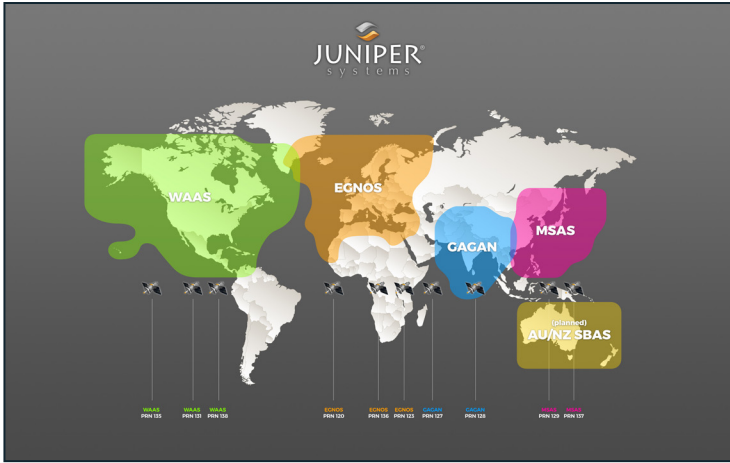 JUNIPER®
systems
WAAS
EGNOS
GAGAN
MSAS
(planned)
AU/NZ SBAS
WAAS
PRN 135
WAAS
PRN 131
WAAS
PRN 138
EGNOS
PRN 120
EGNOS
PRN 136
EGNOS
PRN 123
GAGAN
PRN 127
GAGAN
PRN 128
MSAS
PRN 129
MSAS
PRN 137